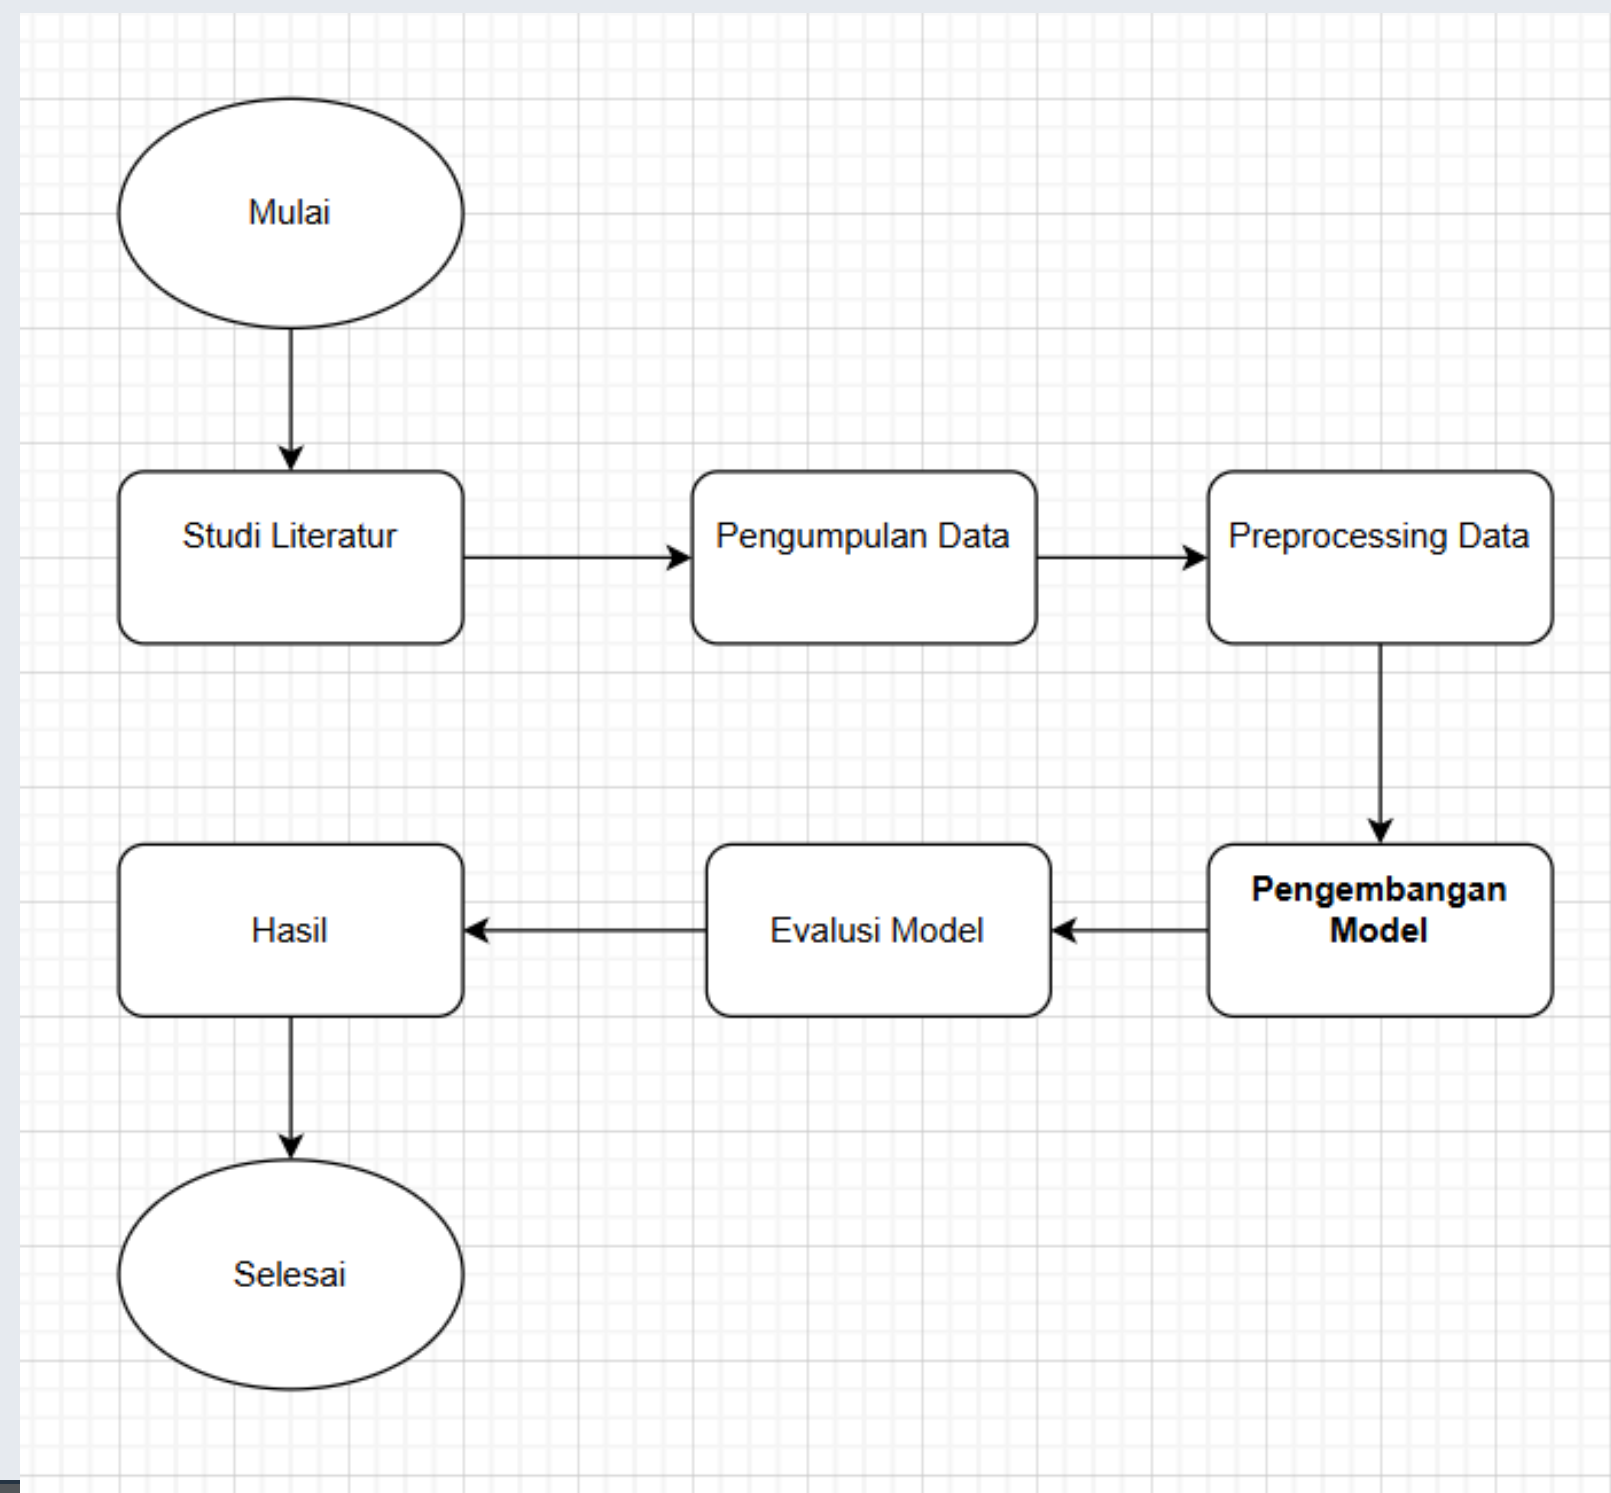 Mulai
Studi Literatur
Pengumpulan Data
Preprocessing Data
Pengembangan
Model
Evalusi Model
Hasil
Selesai